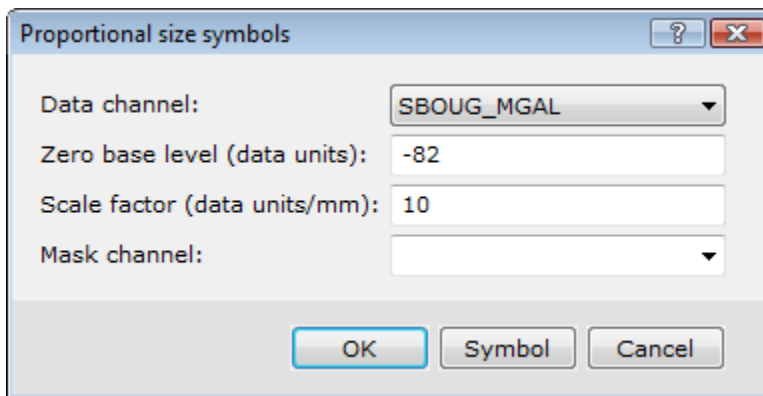 Proportional size symbols
Data channel: SBOUG_MGAL
Zero base level (data units): -82
Scale factor (data units/mm): 10
Mask channel:
OK Symbol Cancel